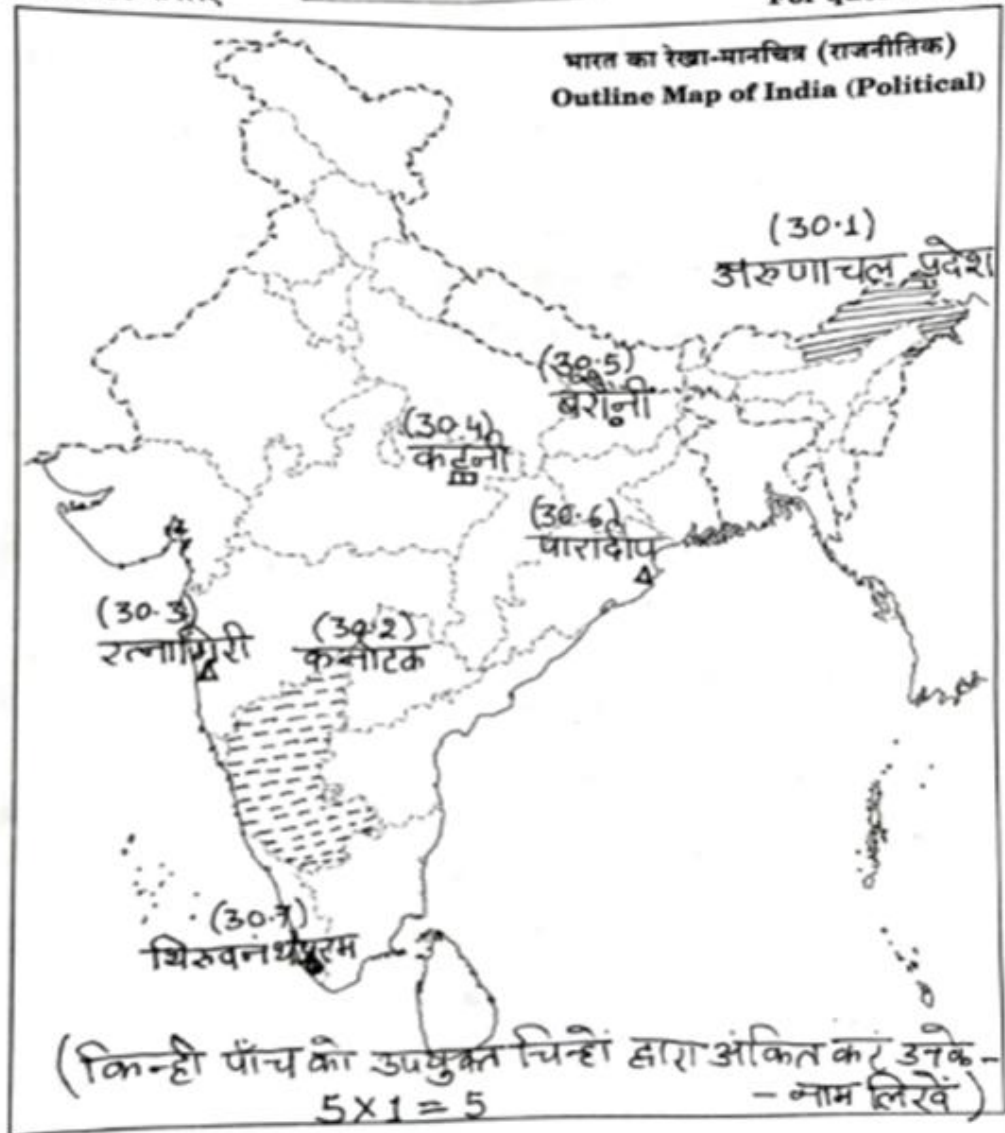 भारत का रेखा-मानचित्र (राजनीतिक)
Outline Map of India (Political)
(30.1)
अरुणाचल प्रदेश
(30.5)
बरौनी
(30.4)
कटनी
(30.6)
पारादीप
(30.3)
रत्नागिरी
(30.2)
कर्नाटक
(30.7)
थिरुवनंथपुरम
(किन्ही पाँच को उपयुक्त चिन्हों द्वारा अंकित कर उनके -
5 x 1 = 5 - नाम लिखें)